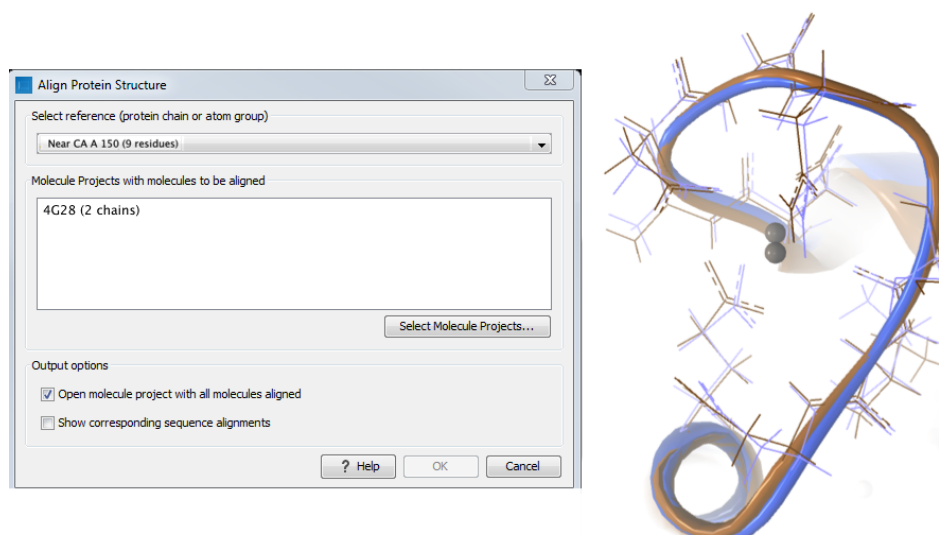 Align Protein Structure
Select reference (protein chain or atom group)
Near CA A 150 (9 residues)
Molecule Projects with molecules to be aligned
4G28 (2 chains)
Select Molecule Projects...
Output options
Open molecule project with all molecules aligned
Show corresponding sequence alignments
? Help OK Cancel